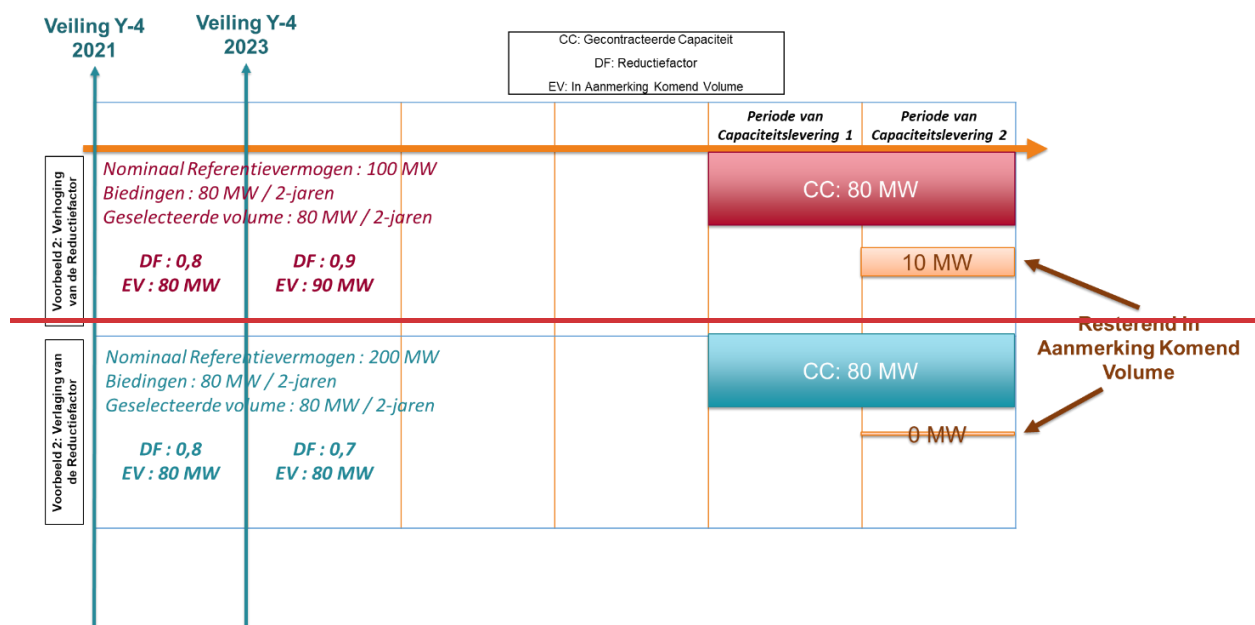 Veiling Y-4
2021
Veiling Y-4
2023
CC: Gecontracteerde Capaciteit
DF: Reductiefactor
EV: In Aanmerking Komend Volume
Periode van
Capaciteitslevering 1
Periode van
Capaciteitslevering 2
Voorbeeld 2: Verhoging
van de Reductiefactor
Nominaal Referentievermogen : 100 MW
Biedingen : 80 MW / 2-jaren
Geselecteerde volume : 80 MW / 2-jaren
DF : 0,8
EV : 80 MW
DF : 0,9
EV : 90 MW
CC: 80 MW
10 MW
Resterend In
Aanmerking Komend
Volume
Voorbeeld 2: Verlaging van
de Reductiefactor
Nominaal Referentievermogen : 200 MW
Biedingen : 80 MW / 2-jaren
Geselecteerde volume : 80 MW / 2-jaren
DF : 0,8
EV : 80 MW
DF : 0,7
EV : 80 MW
CC: 80 MW
0 MW